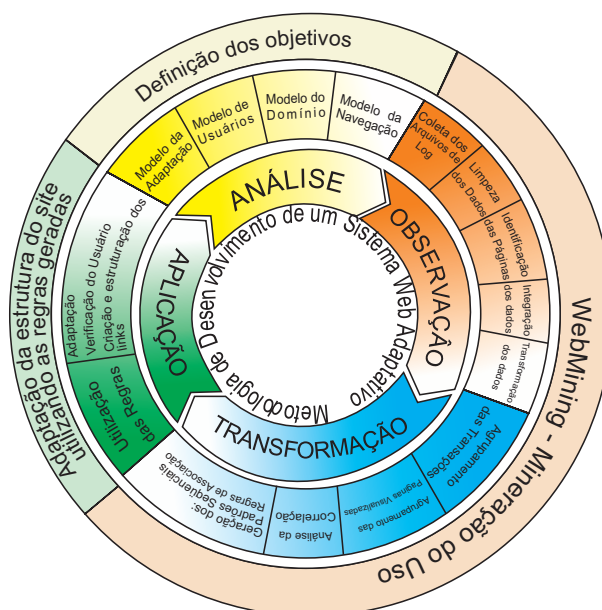 Definição dos objetivos
WebMining - Mineração do Uso
Adaptação da estrutura do site
utilizando as regras geradas
Modelo da
Adaptação
Modelo de
Usuários
Modelo do
Domínio
Modelo da
Navegação
Coleta dos
Arquivos de
Log
Limpeza
dos Dados
Identificação
das Páginas
Integração
dos dados
Transformação
dos dados
Agrupamento
das Transações
Agrupamento das
Páginas Visualizadas
Análise da
Correlação
Geração dos:
Padrões Seqüenciais
Regras de Associação
Utilização
das Regras
Adaptação
Verificação do Usuário
Criação e estruturação dos
links
ANÁLISE
OBSERVAÇÃO
TRANSFORMAÇÃO
APLICAÇÃO
Metodologia de Desenvolvimento de um Sistema Web Adaptativo